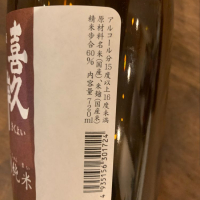 アルコール分15度以上16度未満
原材料名 米(国産)、米麹(国産米)
精米歩合60% 内容量720ml
4935156301724
喜久
純米